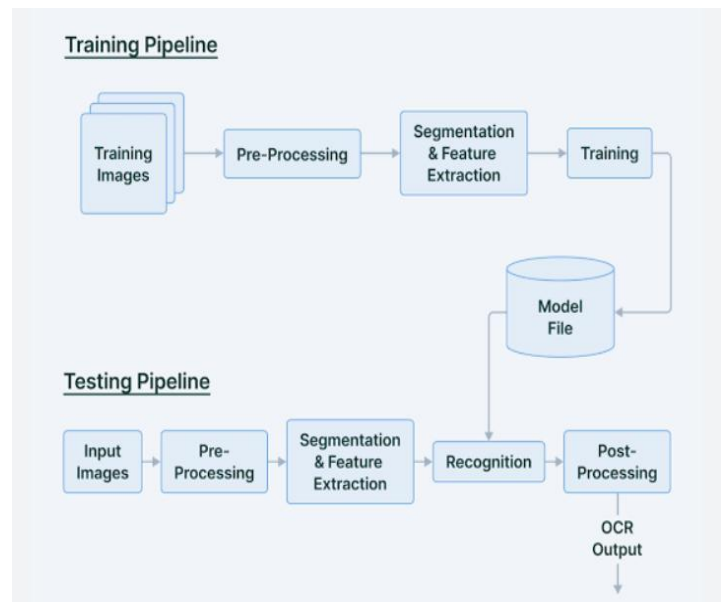 Training Pipeline
Training
Images
Pre-Processing
Segmentation
& Feature
Extraction
Training
Model
File
Testing Pipeline
Input
Images
Pre-
Processing
Segmentation
& Feature
Extraction
Recognition
Post-
Processing
OCR
Output